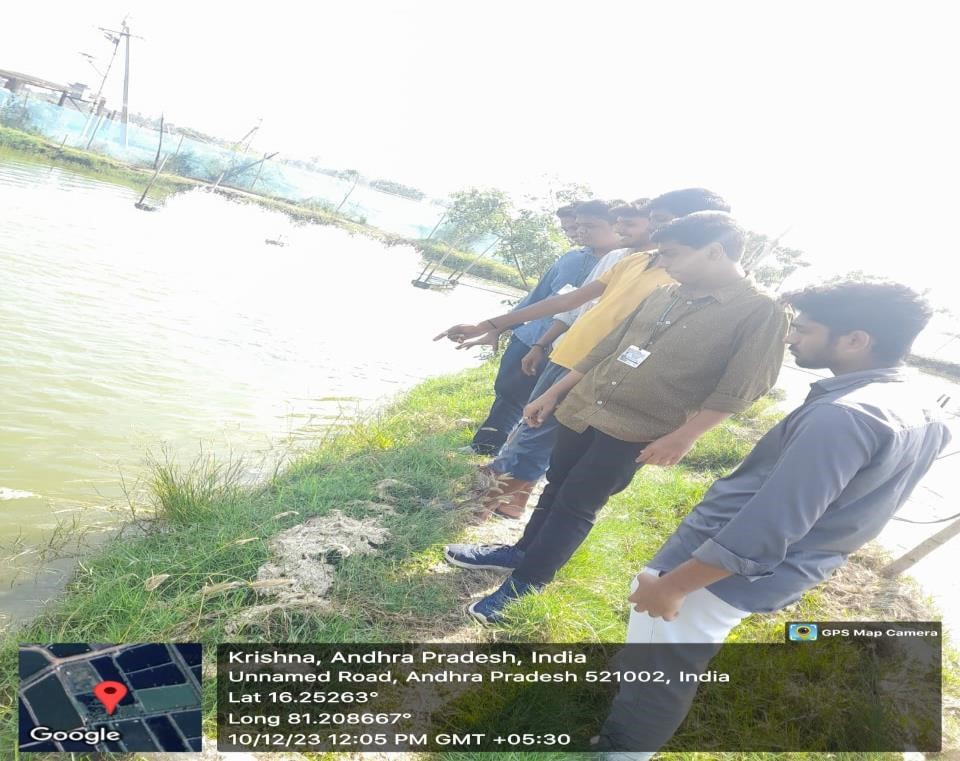 GPS Map Camera
Krishna, Andhra Pradesh, India
Unnamed Road, Andhra Pradesh 521002, India
Lat 16.25263°
Long 81.208667°
10/12/23 12:05 PM GMT +05:30
Google